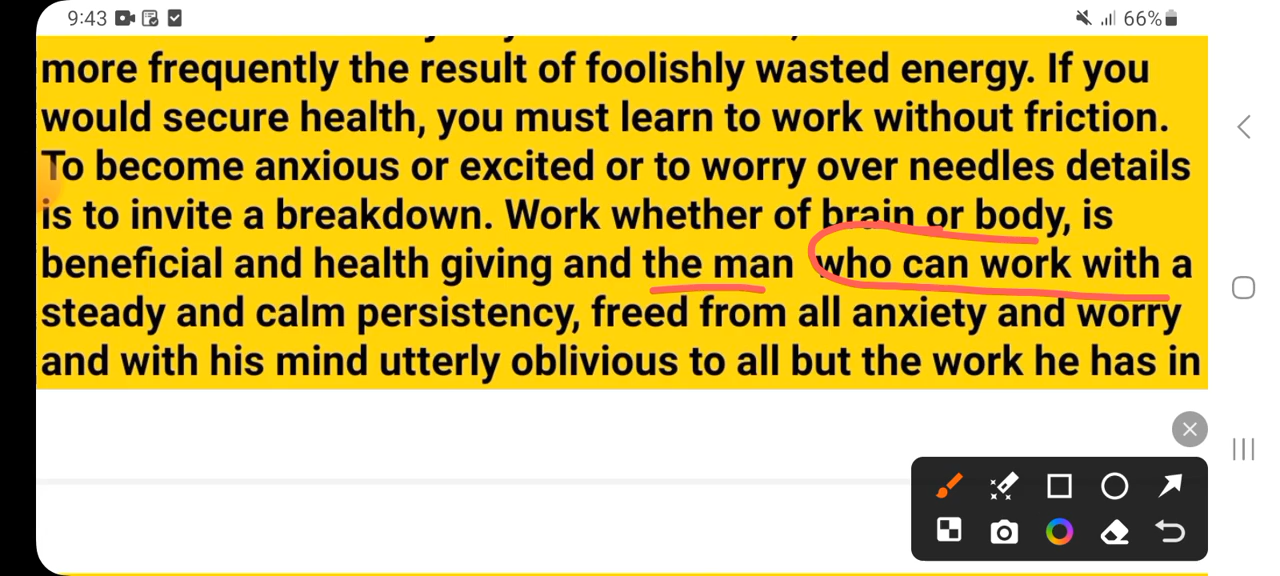 9:43
66%
more frequently the result of foolishly wasted energy. If you
would secure health, you must learn to work without friction.
To become anxious or excited or to worry over needles details
is to invite a breakdown. Work whether of brain or body, is
beneficial and health giving and the man who can work with a
steady and calm persistency, freed from all anxiety and worry
and with his mind utterly oblivious to all but the work he has in